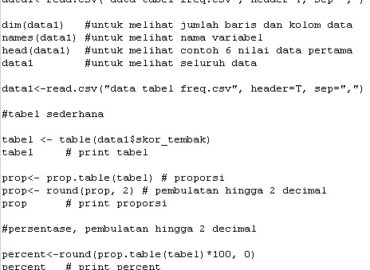 data1<-read.csv("data tabel freq.csv", header=T, sep=",")
dim(data1) #untuk melihat jumlah baris dan kolom data
names(data1) #untuk melihat nama variabel
head(data1) #untuk melihat contoh 6 nilai data pertama
data1 #untuk melihat seluruh data
data1<-read.csv("data tabel freq.csv", header=T, sep=",")
#tabel sederhana
tabel <- table(data1$skor_tembak)
tabel # print tabel
prop<- prop.table(tabel) # proporsi
prop<- round(prop, 2) # pembulatan hingga 2 decimal
prop # print proporsi
#persentase, pembulatan hingga 2 decimal
percent<-round(prop.table(tabel)*100, 0)
percent # print percent